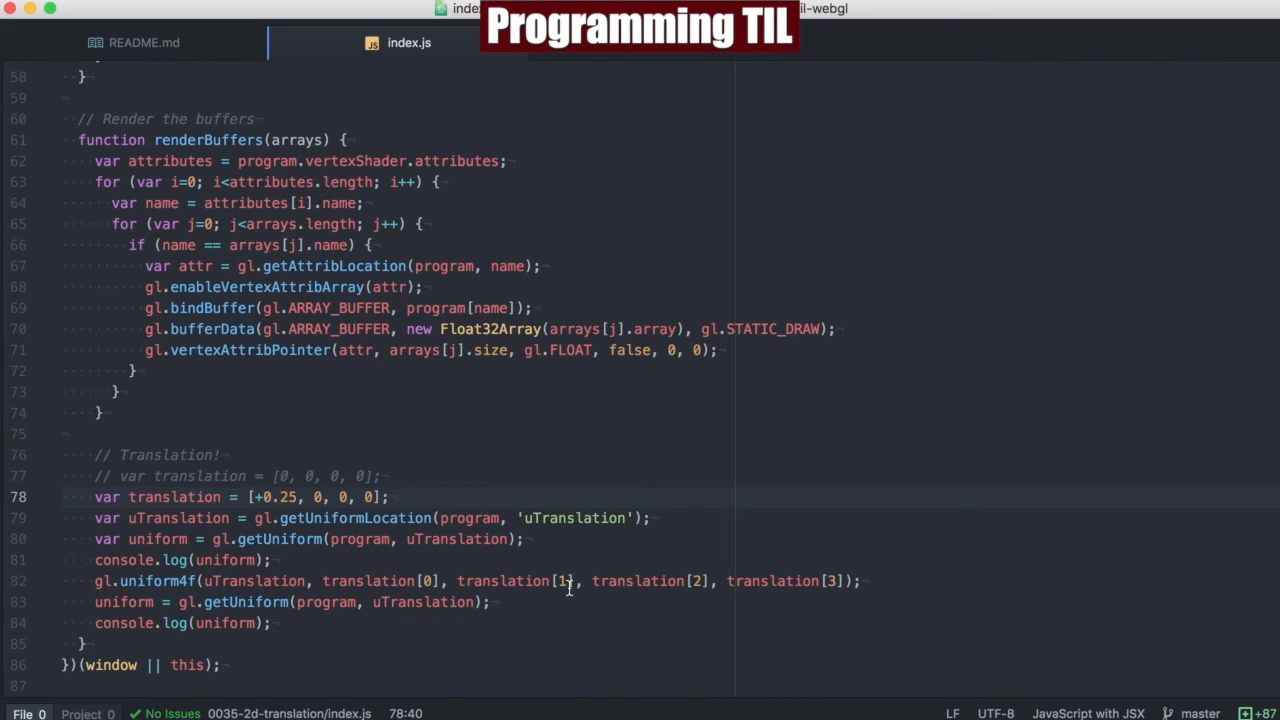 index
Programming TIL
il-webgl
README.md
JS index.js
58 }
59
60 // Render the buffers
61 function renderBuffers(arrays) {
62 var attributes = program.vertexShader.attributes;
63 for (var i=0; i<attributes.length; i++) {
64 var name = attributes[i].name;
65 for (var j=0; j<arrays.length; j++) {
66 if (name == arrays[j].name) {
67 var attr = gl.getAttribLocation(program, name);
68 gl.enableVertexAttribArray(attr);
69 gl.bindBuffer(gl.ARRAY_BUFFER, program[name]);
70 gl.bufferData(gl.ARRAY_BUFFER, new Float32Array(arrays[j].array), gl.STATIC_DRAW);
71 gl.vertexAttribPointer(attr, arrays[j].size, gl.FLOAT, false, 0, 0);
72 }
73 }
74 }
75
76 // Translation!
77 // var translation = [0, 0, 0, 0];
78 var translation = [+0.25, 0, 0, 0];
79 var uTranslation = gl.getUniformLocation(program, 'uTranslation');
80 var uniform = gl.getUniform(program, uTranslation);
81 console.log(uniform);
82 gl.uniform4f(uTranslation, translation[0], translation[1], translation[2], translation[3]);
83 uniform = gl.getUniform(program, uTranslation);
84 console.log(uniform);
85 }
86 })(window || this);
87
File 0 Project 0 No Issues 0035-2d-translation/index.js 78:40 LF UTF-8 JavaScript with JSX master +87